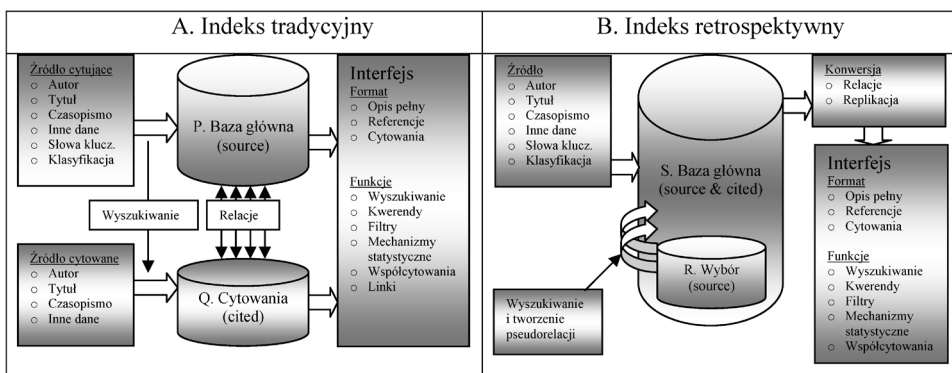 A. Indeks tradycyjny
Źródło cytujące
○ Autor
○ Tytuł
○ Czasopismo
○ Inne dane
○ Słowa klucz.
○ Klasyfikacja
P. Baza główna
(source)
Interfejs
Format
○ Opis pełny
○ Referencje
○ Cytowania
Funkcje
○ Wyszukiwanie
○ Kwerendy
○ Filtry
○ Mechanizmy
statystyczne
○ Współcytowania
○ Linki
Wyszukiwanie
Relacje
Źródło cytowane
○ Autor
○ Tytuł
○ Czasopismo
○ Inne dane
Q. Cytowania
(cited)
B. Indeks retrospektywny
Źródło
○ Autor
○ Tytuł
○ Czasopismo
○ Inne dane
○ Słowa klucz.
○ Klasyfikacja
S. Baza główna
(source & cited)
R. Wybór
(source)
Wyszukiwanie
i tworzenie
pseudorelacji
Konwersja
○ Relacje
○ Replikacja
Interfejs
Format
○ Opis pełny
○ Referencje
○ Cytowania
Funkcje
○ Wyszukiwanie
○ Kwerendy
○ Filtry
○ Mechanizmy
statystyczne
○ Współcytowania